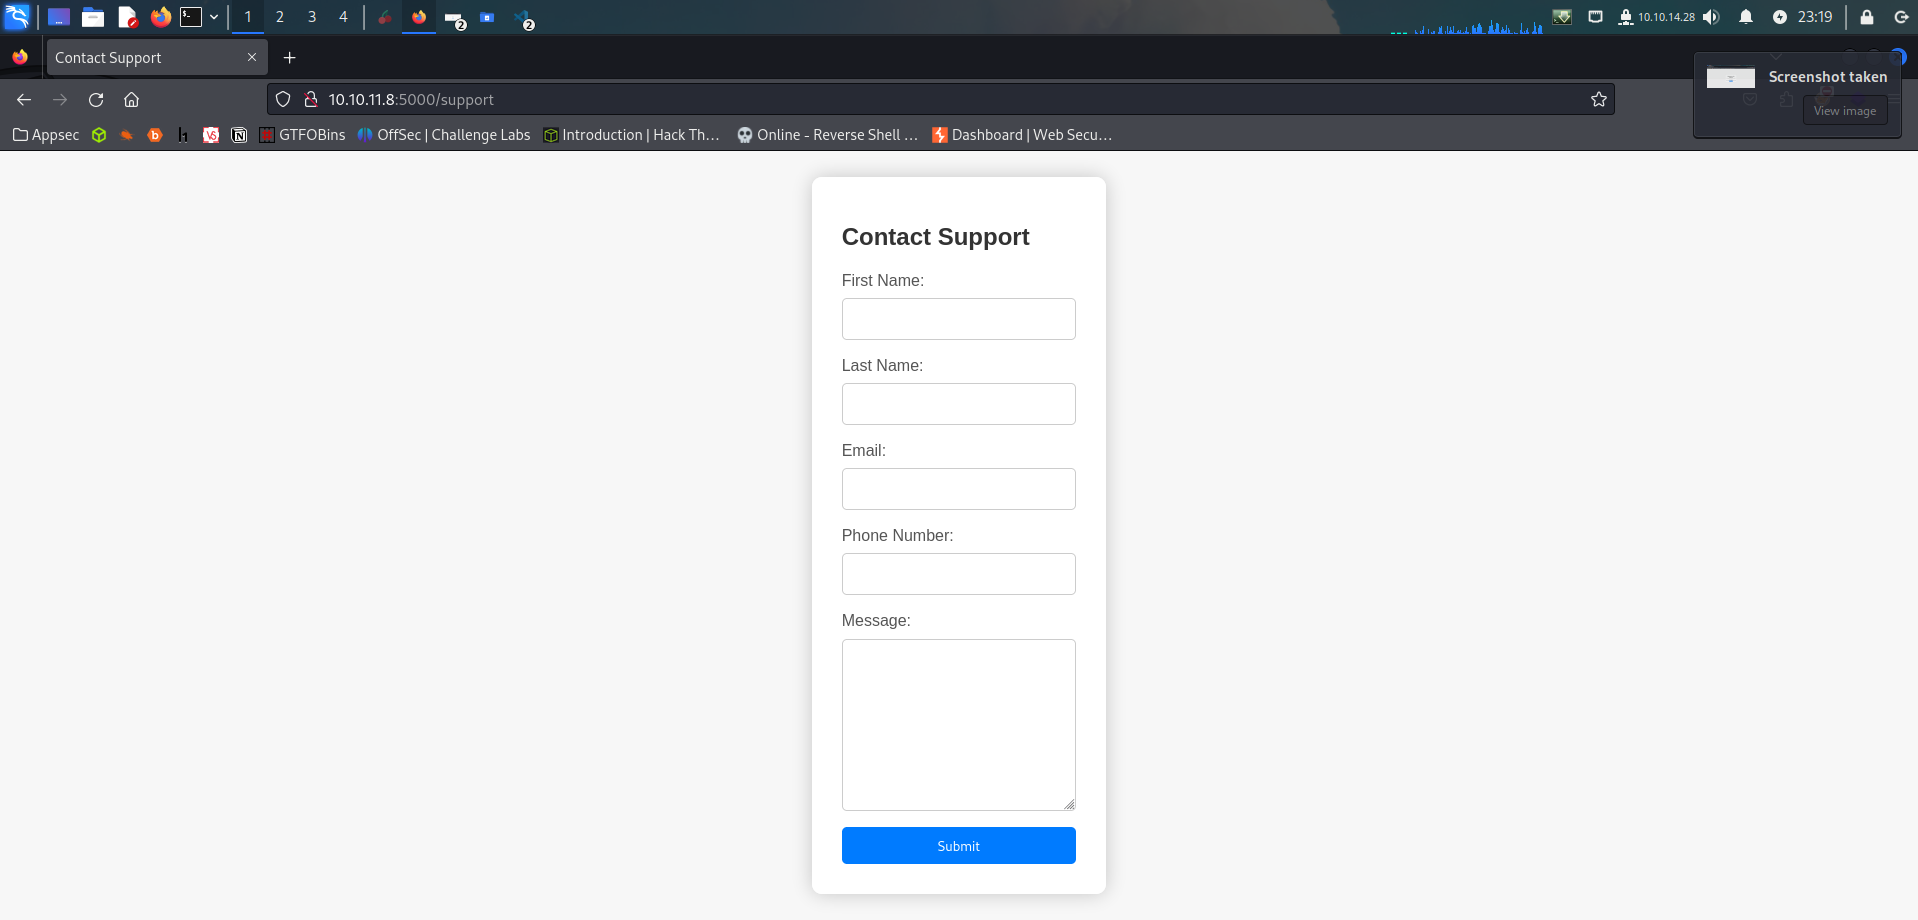 1 2 3 4 2 2 10.10.14.28 23:19
Contact Support
Screenshot taken
View image
10.10.11.8:5000/support
Appsec GTFOBins OffSec | Challenge Labs Introduction | Hack Th… Online - Reverse Shell … Dashboard | Web Secu…
Contact Support
First Name:
Last Name:
Email:
Phone Number:
Message:
Submit